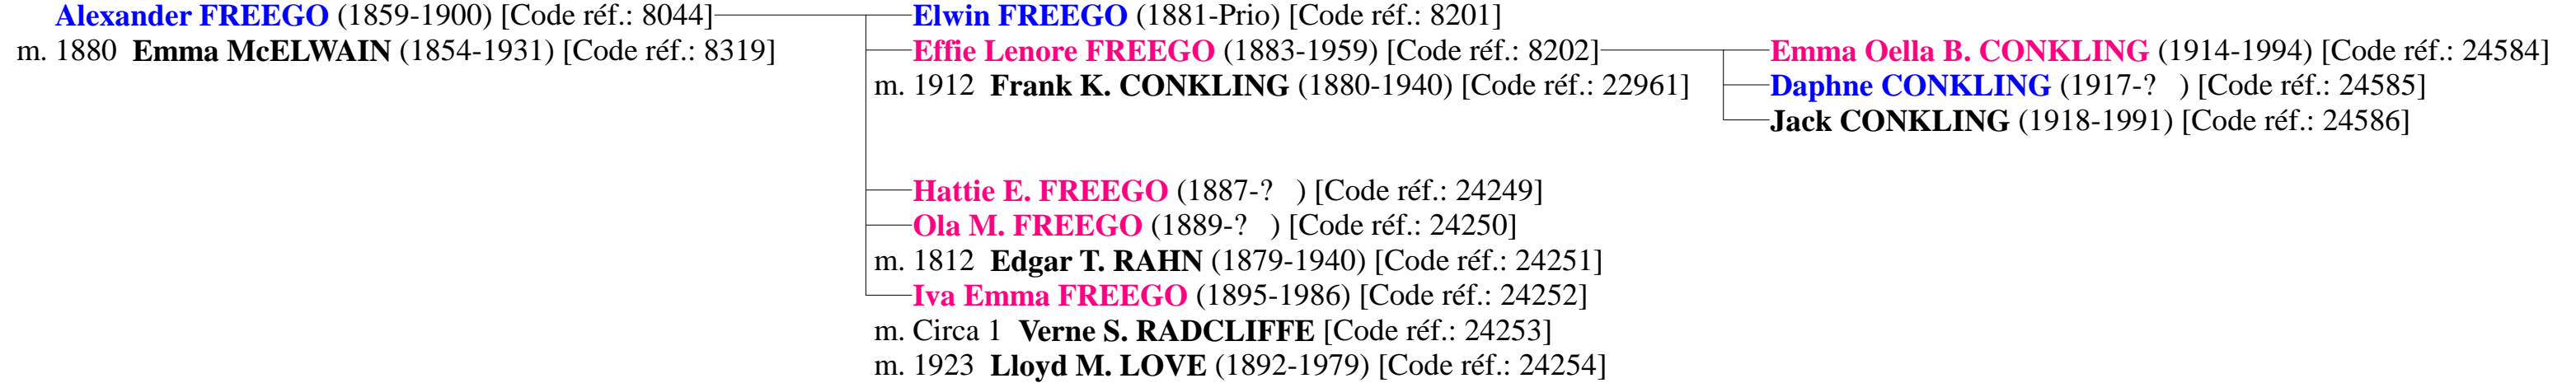 Alexander FREEGO (1859-1900) [Code réf.: 8044]
m. 1880 Emma McELWAIN (1854-1931) [Code réf.: 8319]
Elwin FREEGO (1881-Prio) [Code réf.: 8201]
Effie Lenore FREEGO (1883-1959) [Code réf.: 8202]
m. 1912 Frank K. CONKLING (1880-1940) [Code réf.: 22961]
Emma Oella B. CONKLING (1914-1994) [Code réf.: 24584]
Daphne CONKLING (1917-? ) [Code réf.: 24585]
Jack CONKLING (1918-1991) [Code réf.: 24586]
Hattie E. FREEGO (1887-? ) [Code réf.: 24249]
Ola M. FREEGO (1889-? ) [Code réf.: 24250]
m. 1812 Edgar T. RAHN (1879-1940) [Code réf.: 24251]
Iva Emma FREEGO (1895-1986) [Code réf.: 24252]
m. Circa 1 Verne S. RADCLIFFE [Code réf.: 24253]
m. 1923 Lloyd M. LOVE (1892-1979) [Code réf.: 24254]